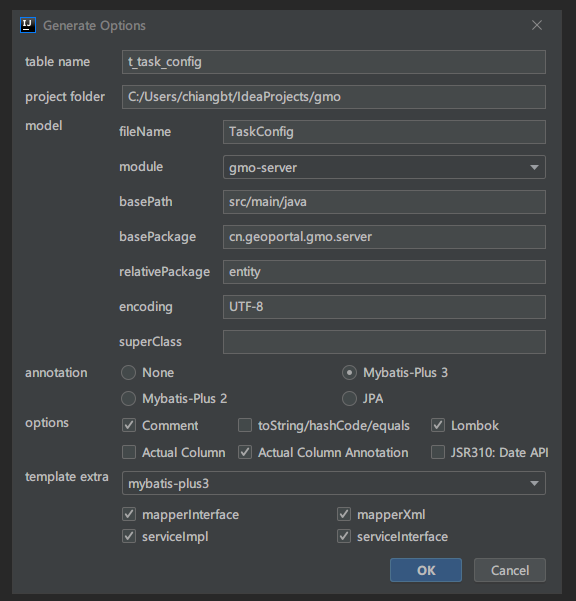 IJ Generate Options
table name t_task_config
project folder C:/Users/chiangbt/IdeaProjects/gmo
model
fileName TaskConfig
module gmo-server
basePath src/main/java
basePackage cn.geoportal.gmo.server
relativePackage entity
encoding UTF-8
superClass
annotation None Mybatis-Plus 3
Mybatis-Plus 2 JPA
options Comment toString/hashCode/equals Lombok
Actual Column Actual Column Annotation JSR310: Date API
template extra mybatis-plus3
mapperInterface mapperXml
serviceImpl serviceInterface
OK Cancel